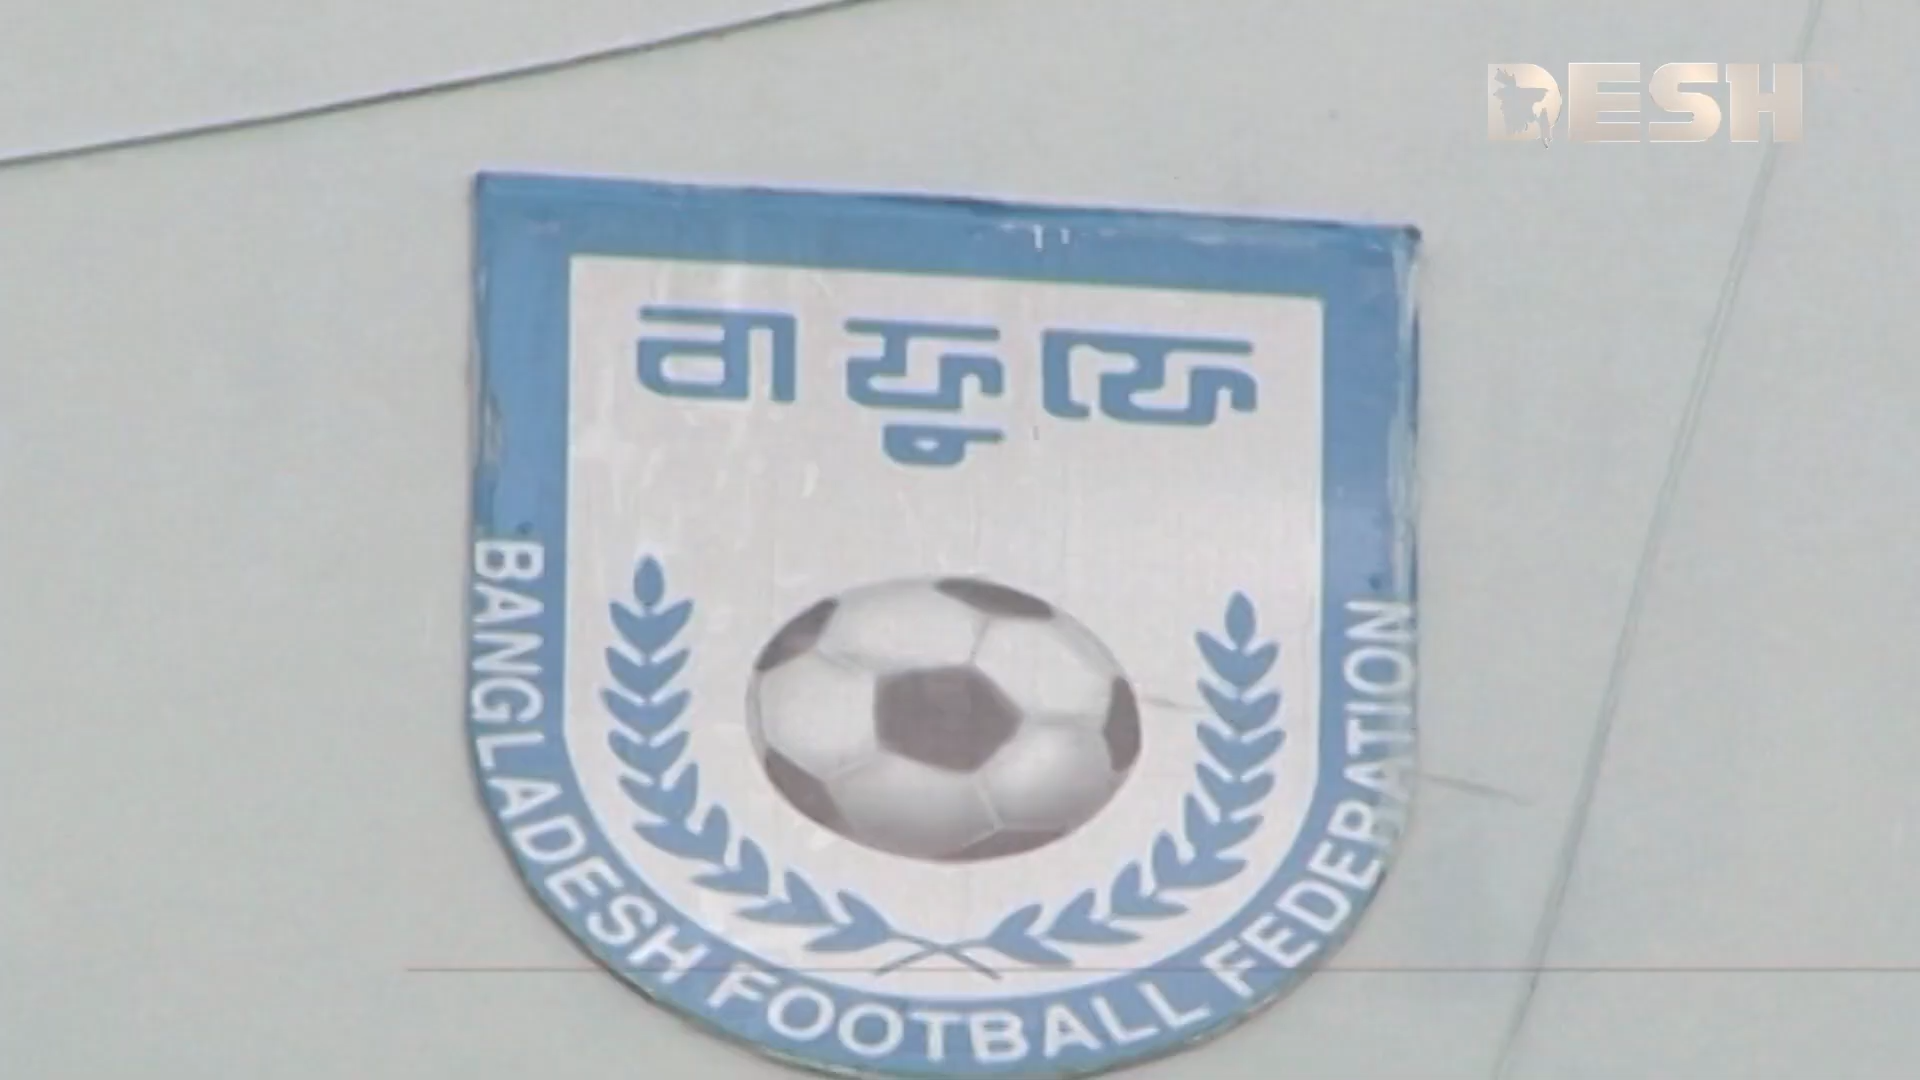 DESH
বা ফু ফে
BANGLADESH FOOTBALL FEDERATION